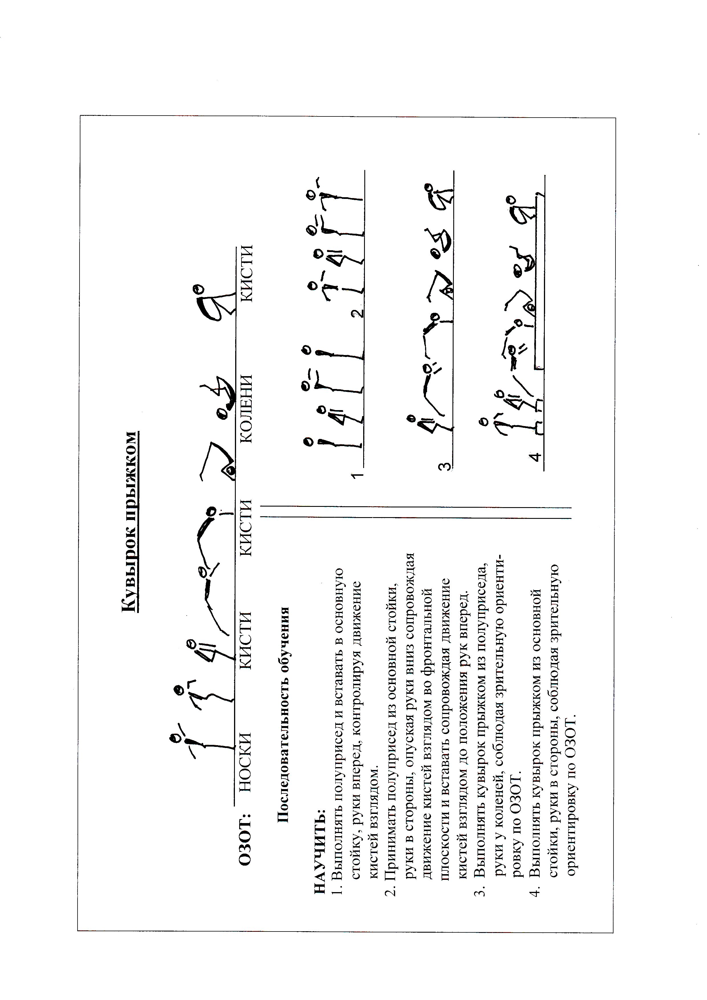 Кувырок прыжком
ОЗОТ: НОСКИ КИСТИ КИСТИ КОЛЕНИ КИСТИ
Последовательность обучения
НАУЧИТЬ:
1. Выполнять полуприсед и вставать в основную
стойку, руки вперед, контролируя движение
кистей взглядом.
2. Принимать полуприсед из основной стойки,
руки в стороны, опуская руки вниз сопровождая
движение кистей взглядом во фронтальной
плоскости и вставать сопровождая движение
кистей взглядом до положения рук вперед.
3. Выполнять кувырок прыжком из полуприседа,
руки у коленей, соблюдая зрительную ориенти-
ровку по ОЗОТ.
4. Выполнять кувырок прыжком из основной
стойки, руки в стороны, соблюдая зрительную
ориентировку по ОЗОТ.
1
2
3
4